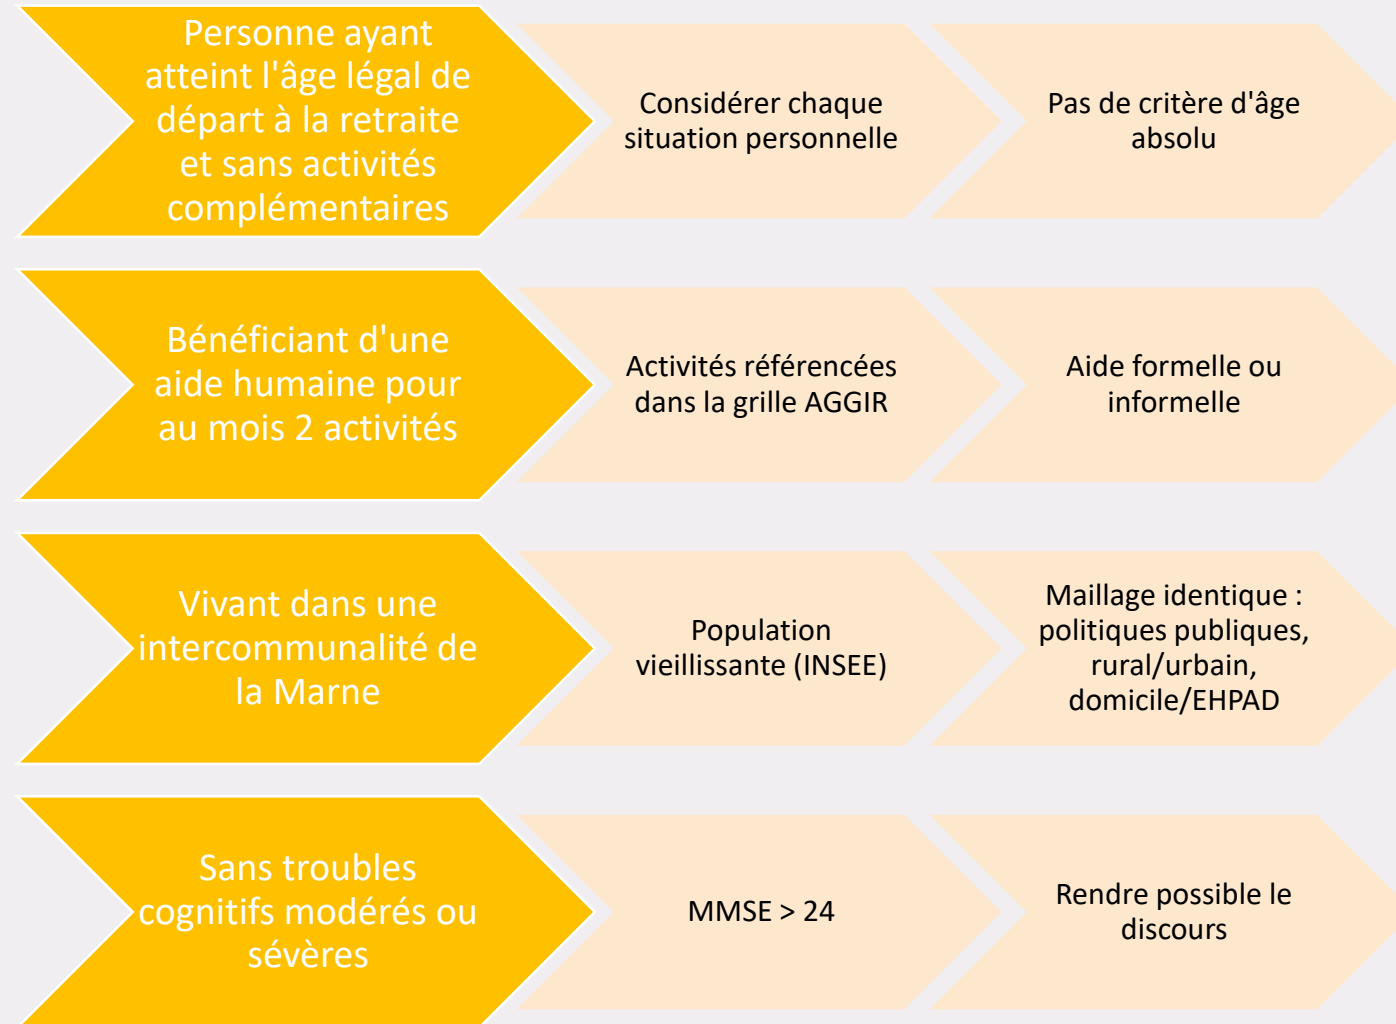 Personne ayant
atteint l'âge légal de
départ à la retraite
et sans activités
complémentaires
Considérer chaque
situation personnelle
Pas de critère d'âge
absolu
Bénéficiant d'une
aide humaine pour
au mois 2 activités
Activités référencées
dans la grille AGGIR
Aide formelle ou
informelle
Vivant dans une
intercommunalité de
la Marne
Population
vieillissante (INSEE)
Maillage identique :
politiques publiques,
rural/urbain,
domicile/EHPAD
Sans troubles
cognitifs modérés ou
sévères
MMSE > 24
Rendre possible le
discours